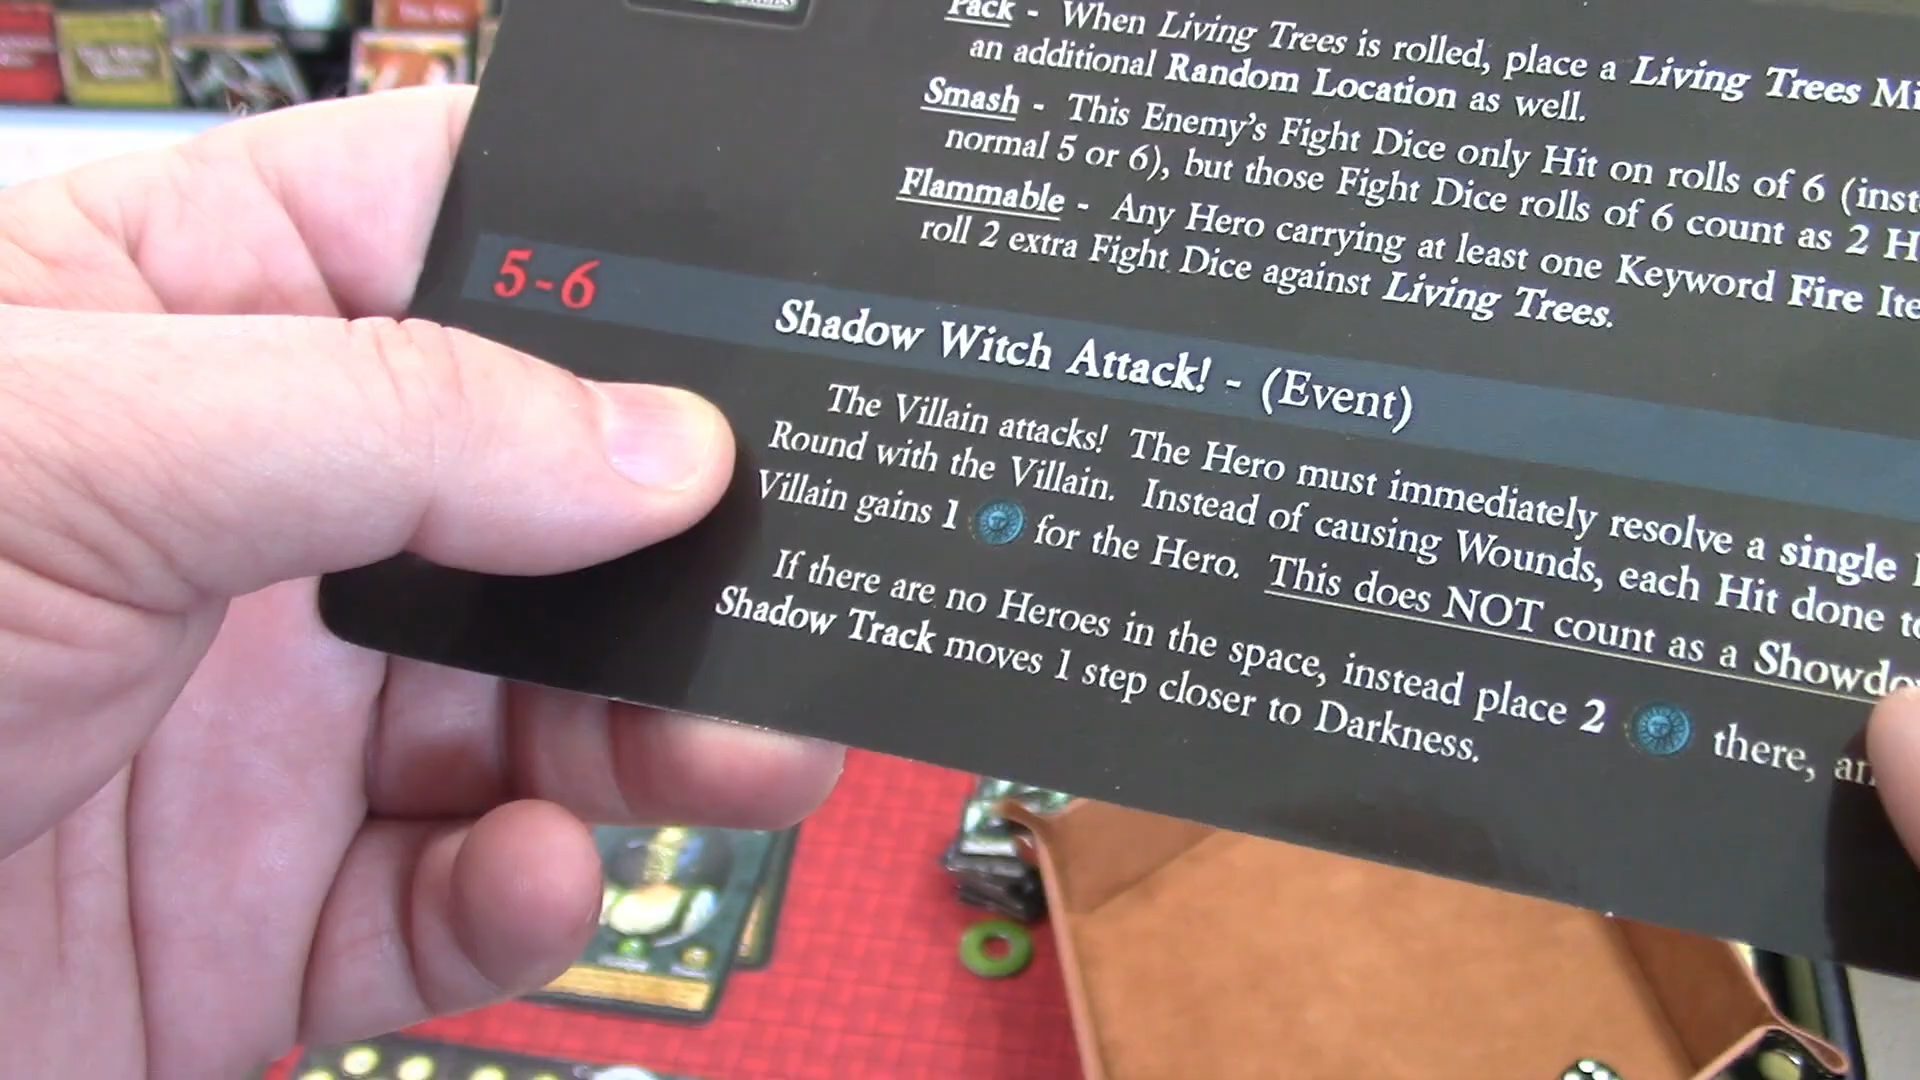 Pack - When Living Trees is rolled, place a Living Trees
an additional Random Location as well.
Smash - This Enemy's Fight Dice only Hit on rolls of 6
normal 5 or 6), but those Fight Dice rolls of 6 count as 2
Flammable - Any Hero carrying at least one Keyword Fire
roll 2 extra Fight Dice against Living Trees.
5-6
Shadow Witch Attack! - (Event)
The Villain attacks! The Hero must immediately resolve a single
Round with the Villain. Instead of causing Wounds, each Hit done
Villain gains 1 for the Hero. This does NOT count as a
If there are no Heroes in the space, instead place 2 there,
Shadow Track moves 1 step closer to Darkness.